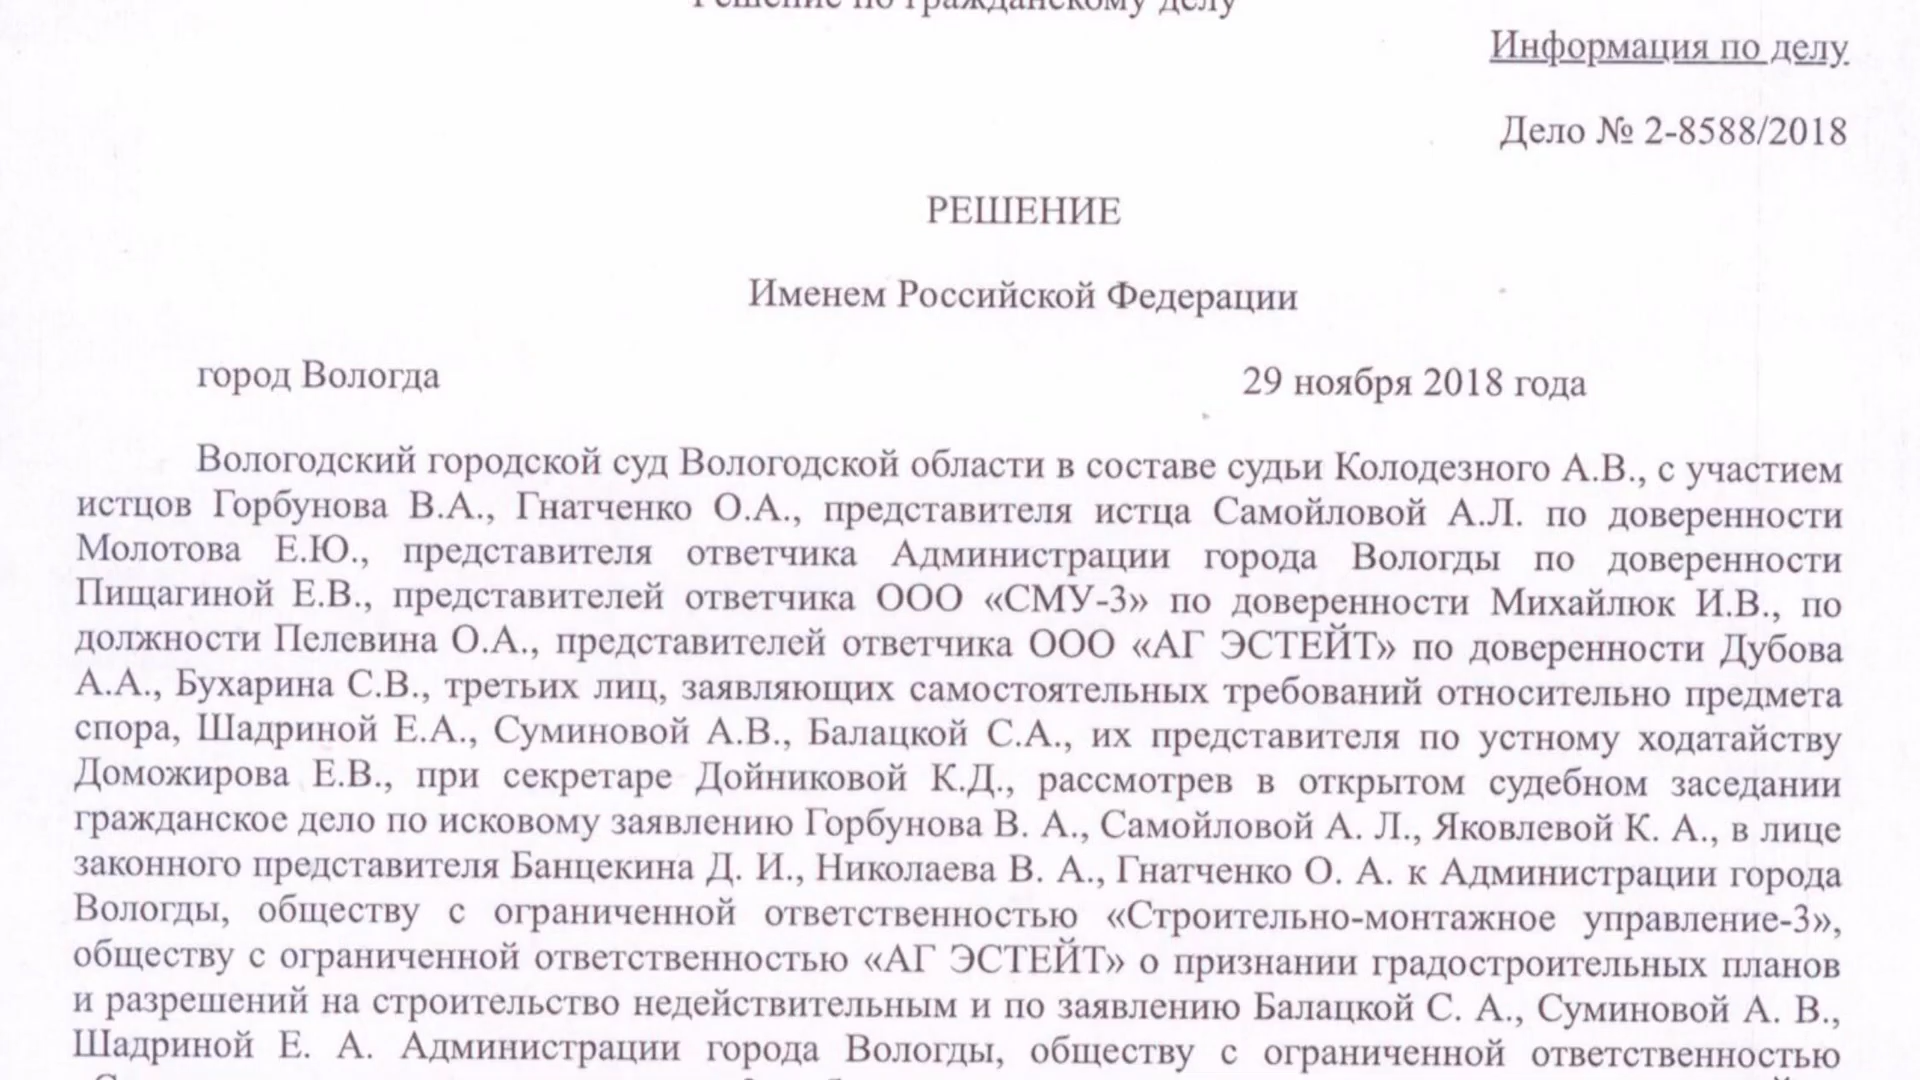 Решение по гражданскому делу
Информация по делу
Дело № 2-8588/2018
РЕШЕНИЕ
Именем Российской Федерации
город Вологда 29 ноября 2018 года
Вологодский городской суд Вологодской области в составе судьи Колодезного А.В., с участием
истцов Горбунова В.А., Гнатченко О.А., представителя истца Самойловой А.Л. по доверенности
Молотова Е.Ю., представителя ответчика Администрации города Вологды по доверенности
Пищагиной Е.В., представителей ответчика ООО «СМУ-3» по доверенности Михайлюк И.В., по
должности Пелевина О.А., представителей ответчика ООО «АГ ЭСТЕЙТ» по доверенности Дубова
А.А., Бухарина С.В., третьих лиц, заявляющих самостоятельных требований относительно предмета
спора, Шадриной Е.А., Суминовой А.В., Балацкой С.А., их представителя по устному ходатайству
Доможирова Е.В., при секретаре Дойниковой К.Д., рассмотрев в открытом судебном заседании
гражданское дело по исковому заявлению Горбунова В. А., Самойловой А. Л., Яковлевой К. А., в лице
законного представителя Банцекина Д. И., Николаева В. А., Гнатченко О. А. к Администрации города
Вологды, обществу с ограниченной ответственностью «Строительно-монтажное управление-3»,
обществу с ограниченной ответственностью «АГ ЭСТЕЙТ» о признании градостроительных планов
и разрешений на строительство недействительным и по заявлению Балацкой С. А., Суминовой А. В.,
Шадриной Е. А. Администрации города Вологды, обществу с ограниченной ответственностью